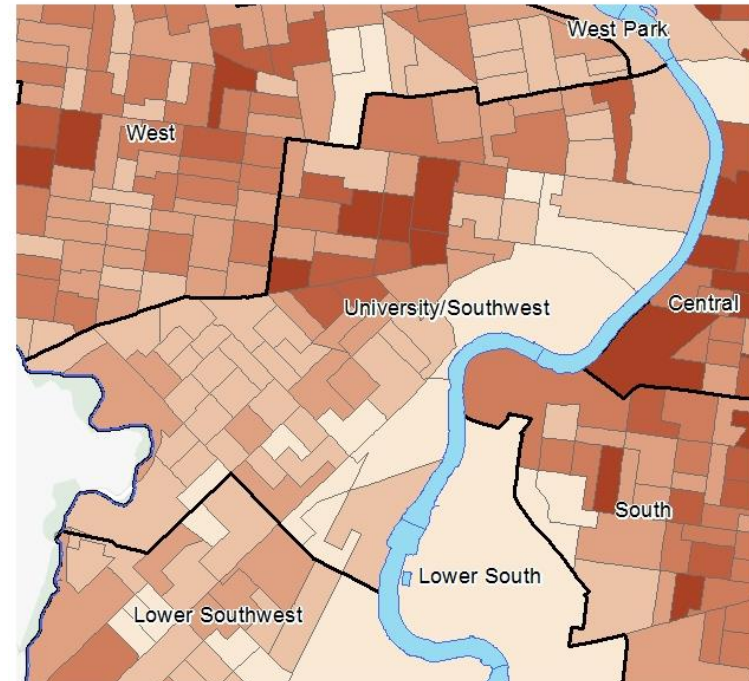 West Park
West
University/Southwest
Central
South
Lower South
Lower Southwest